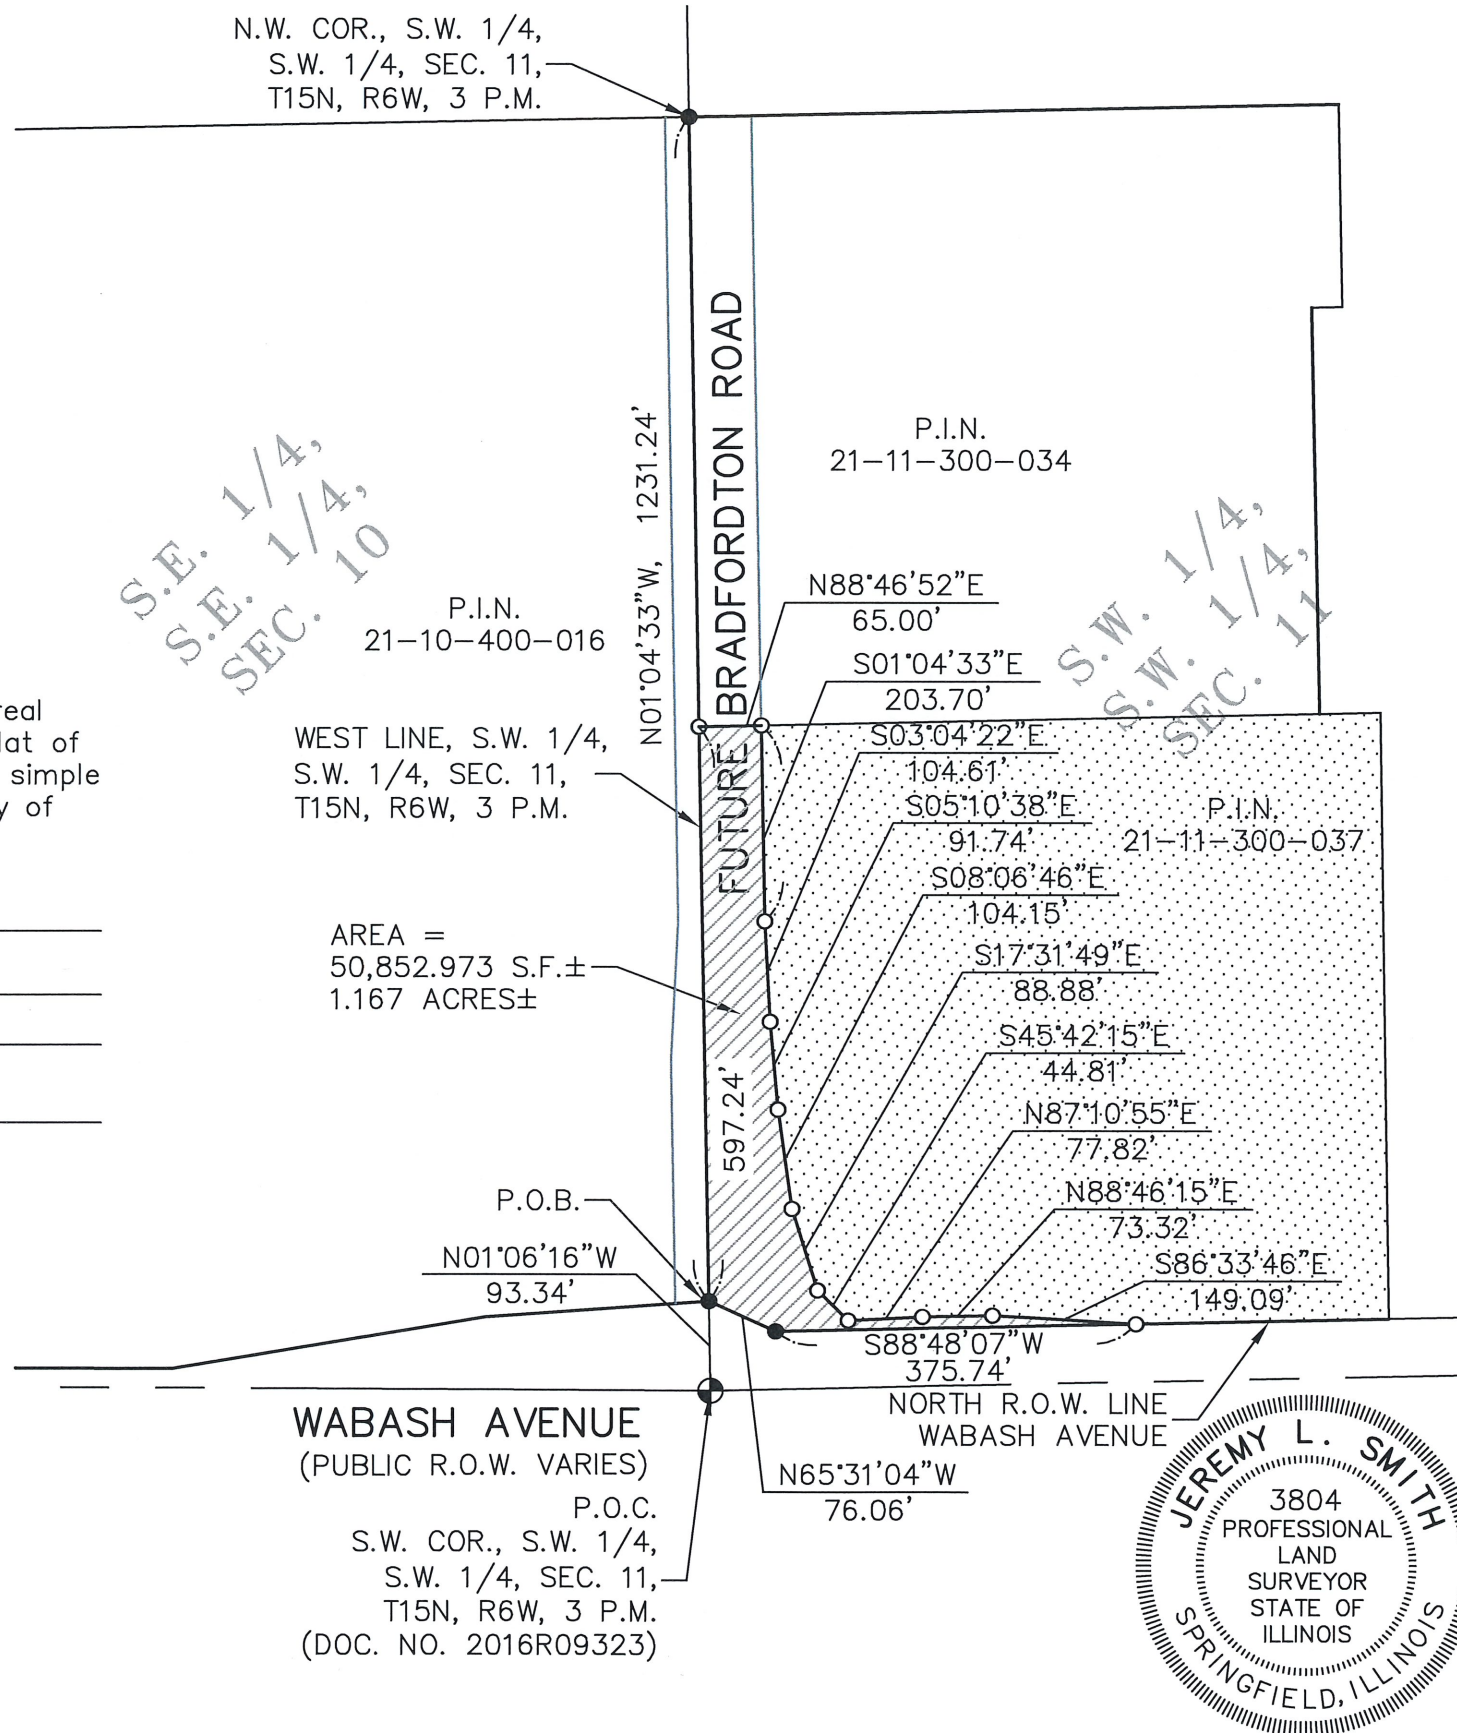 N.W. COR., S.W. 1/4,
S.W. 1/4, SEC. 11,
T15N, R6W, 3 P.M.
S.E. 1/4,
S.E. 1/4,
SEC. 10
P.I.N.
21-10-400-016
N01°04'33"W, 1231.24'
FUTURE BRADFORDTON ROAD
P.I.N.
21-11-300-034
S.W. 1/4,
S.W. 1/4,
SEC. 11
N88°46'52"E
65.00'
S01°04'33"E
203.70'
S03°04'22"E
104.61'
S05°10'38"E
91.74'
S08°06'46"E
104.15'
S17°31'49"E
88.88'
S45°42'15"E
44.81'
N87°10'55"E
77.82'
N88°46'15"E
73.32'
S86°33'46"E
149.09'
P.I.N.
21-11-300-037
real
lat of
simple
y of
WEST LINE, S.W. 1/4,
S.W. 1/4, SEC. 11,
T15N, R6W, 3 P.M.
AREA =
50,852.973 S.F.±
1.167 ACRES±
597.24'
P.O.B.
N01°06'16"W
93.34'
S88°48'07"W
375.74'
NORTH R.O.W. LINE
WABASH AVENUE
WABASH AVENUE
(PUBLIC R.O.W. VARIES)
N65°31'04"W
76.06'
P.O.C.
S.W. COR., S.W. 1/4,
S.W. 1/4, SEC. 11,
T15N, R6W, 3 P.M.
(DOC. NO. 2016R09323)
JEREMY L. SMITH
3804
PROFESSIONAL
LAND
SURVEYOR
STATE OF
ILLINOIS
SPRINGFIELD, ILLINOIS